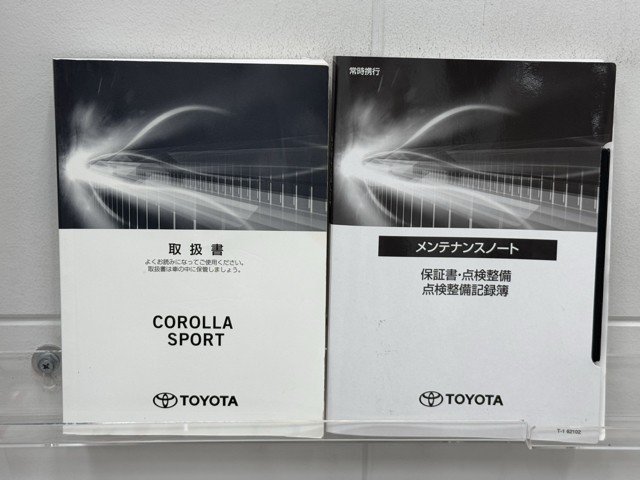 取扱書
よくお読みになってご使用ください。
取扱書は車の中に保管しましょう。
COROLLA
SPORT
TOYOTA
常時携行
メンテナンスノート
保証書・点検整備
点検整備記録簿
TOYOTA
T-1-82102